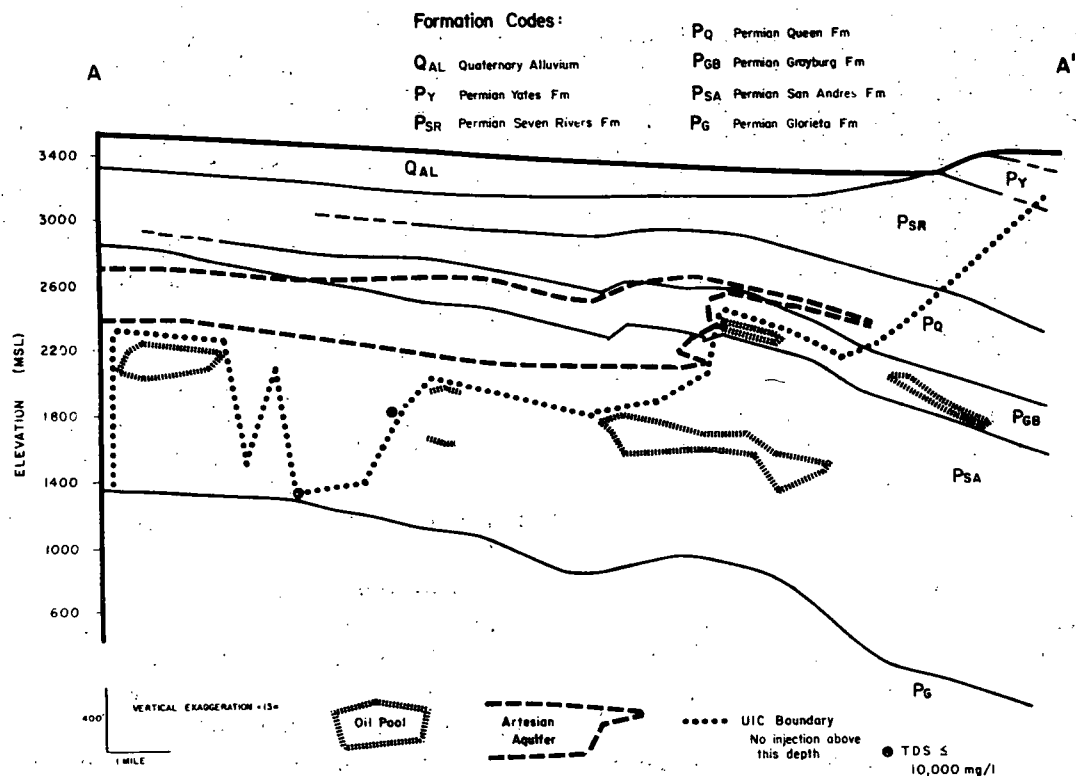 Formation Codes:
QAL Quaternary Alluvium
PY Permian Yates Fm
PSR Permian Seven Rivers Fm
PQ Permian Queen Fm
PGB Permian Grayburg Fm
PSA Permian San Andres Fm
PG Permian Glorieta Fm
A
A'
3400
3000
2600
2200
1800
1400
1000
600
ELEVATION (MSL)
QAL
PY
PSR
PQ
PGB
PSA
PG
400'
1 MILE
VERTICAL EXAGGERATION ≈13×
Oil Pool
Artesian
Aquifer
UIC Boundary
No injection above
this depth
TDS ≤
10,000 mg/l